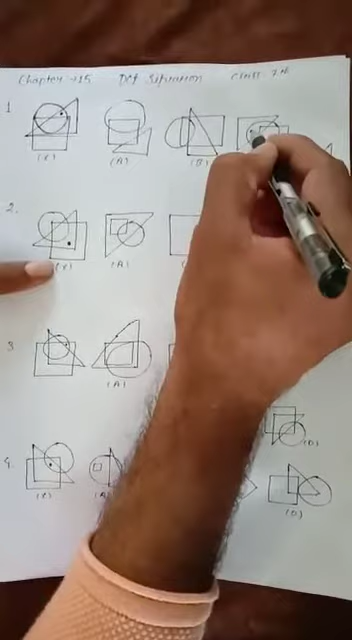 Chapter → 15 Dot Situation Class 7th
1
(X) (A) (B)
2.
(X) (A)
3
(A)
(D)
4.
(X) (A) (D)